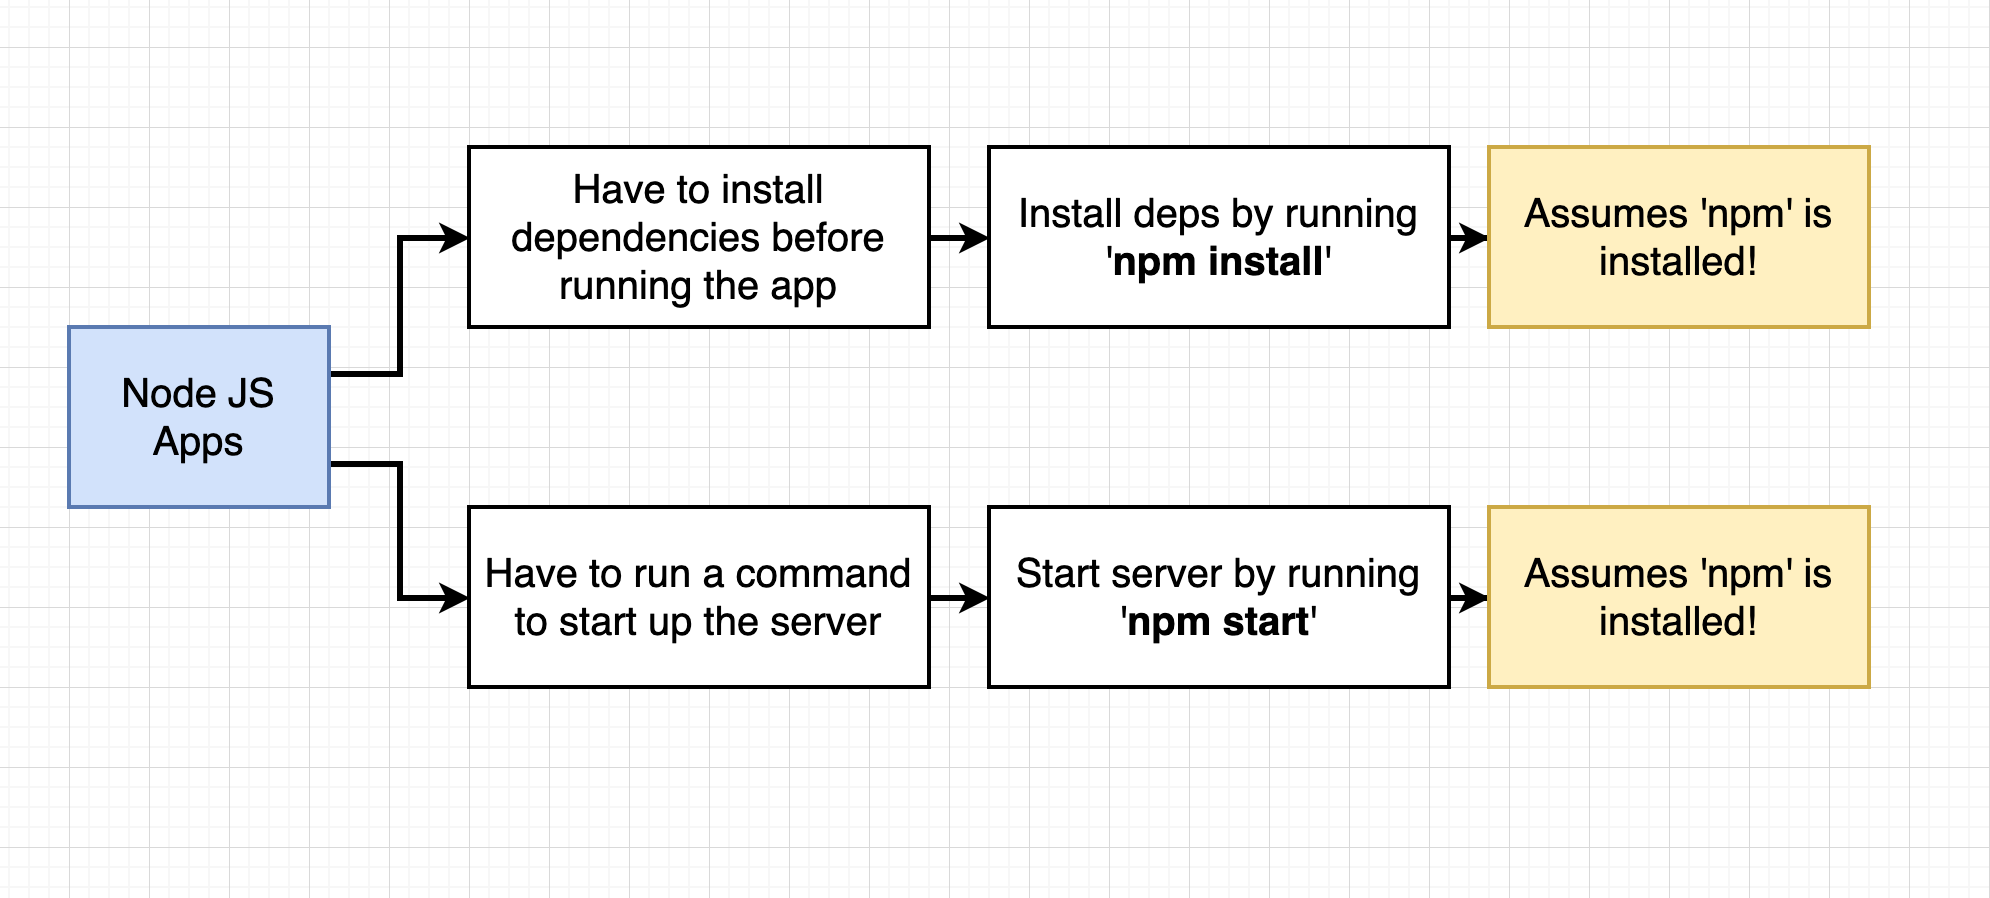 Node JS
Apps
Have to install
dependencies before
running the app
Install deps by running
'npm install'
Assumes 'npm' is
installed!
Have to run a command
to start up the server
Start server by running
'npm start'
Assumes 'npm' is
installed!